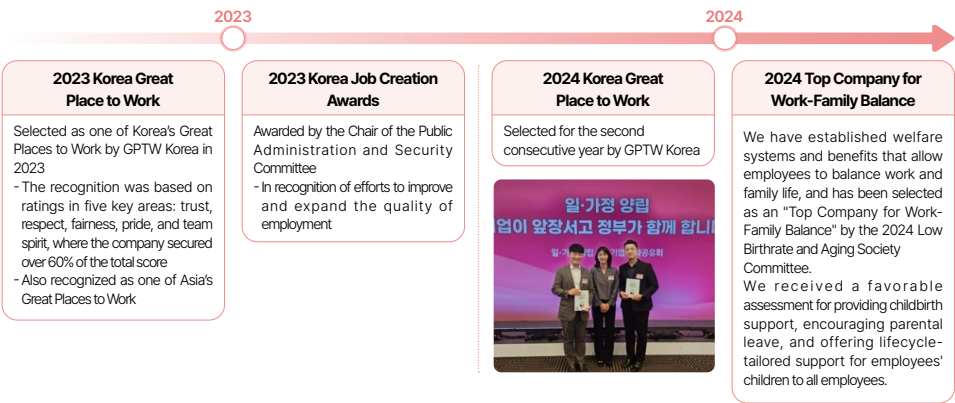 2023
2024
2023 Korea Great
Place to Work
Selected as one of Korea's Great
Places to Work by GPTW Korea in
2023
- The recognition was based on
ratings in five key areas: trust,
respect, fairness, pride, and team
spirit, where the company secured
over 60% of the total score
- Also recognized as one of Asia's
Great Places to Work
2023 Korea Job Creation
Awards
Awarded by the Chair of the Public
Administration and Security
Committee
- In recognition of efforts to improve
and expand the quality of
employment
2024 Korea Great
Place to Work
Selected for the second
consecutive year by GPTW Korea
일·가정 양립
업이 앞장서고 정부가 함께 합니
일·가
기업
공유회
2024 Top Company for
Work-Family Balance
We have established welfare
systems and benefits that allow
employees to balance work and
family life, and has been selected
as an "Top Company for Work-
Family Balance" by the 2024 Low
Birthrate and Aging Society
Committee.
We received a favorable
assessment for providing childbirth
support, encouraging parental
leave, and offering lifecycle-
tailored support for employees'
children to all employees.